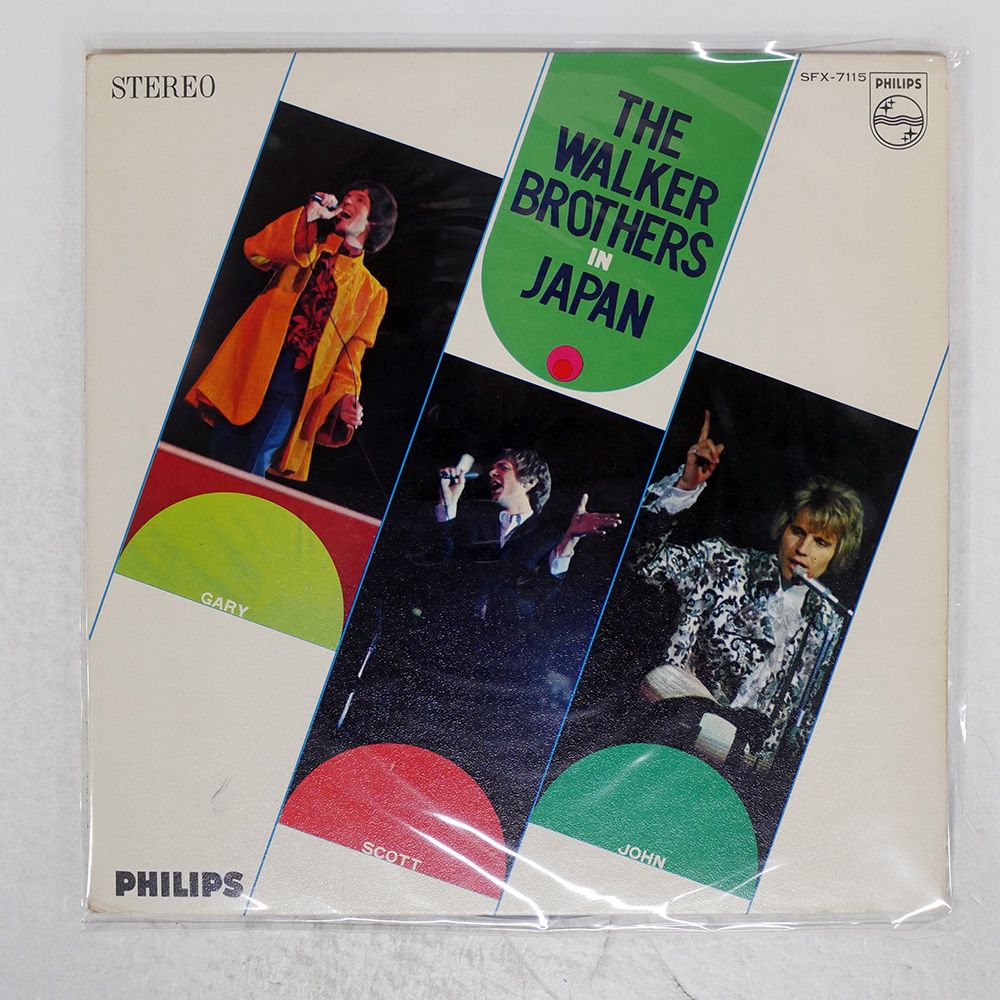 STEREO
SFX-7115
PHILIPS
THE
WALKER
BROTHERS
IN
JAPAN
GARY
SCOTT
JOHN
PHILIPS